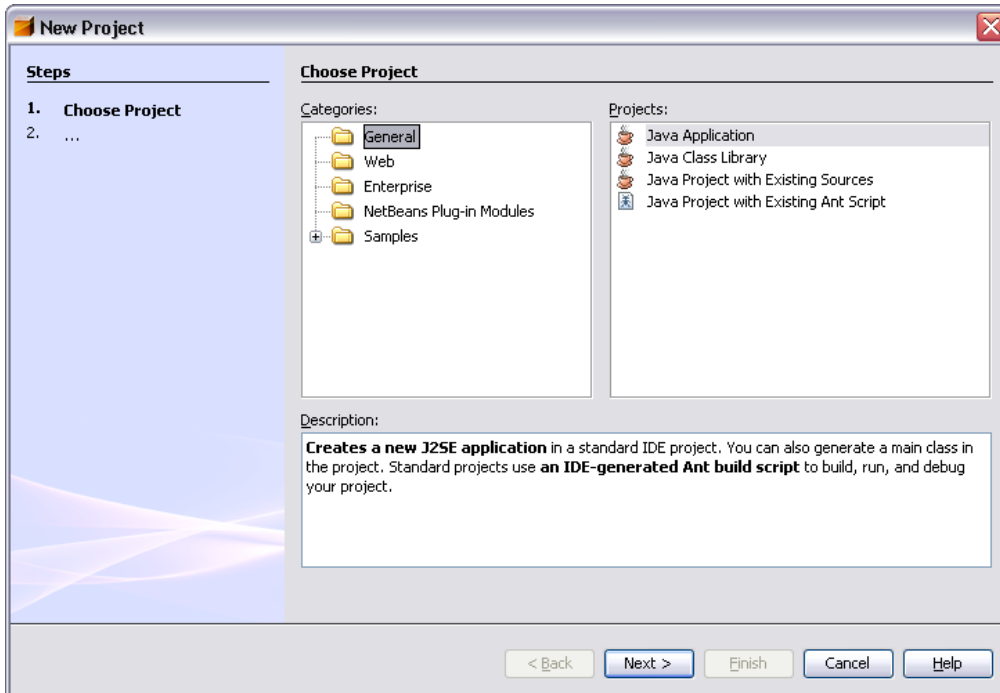 New Project
Steps
1. Choose Project
2. ...
Choose Project
Categories:
General
Web
Enterprise
NetBeans Plug-in Modules
Samples
Projects:
Java Application
Java Class Library
Java Project with Existing Sources
Java Project with Existing Ant Script
Description:
Creates a new J2SE application in a standard IDE project. You can also generate a main class in
the project. Standard projects use an IDE-generated Ant build script to build, run, and debug
your project.
< Back
Next >
Finish
Cancel
Help